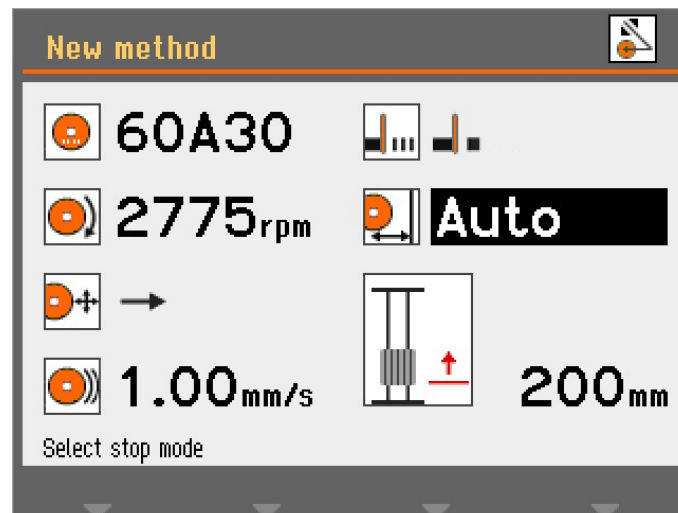 New method
60A30
2775rpm
Auto
1.00mm/s
200mm
Select stop mode